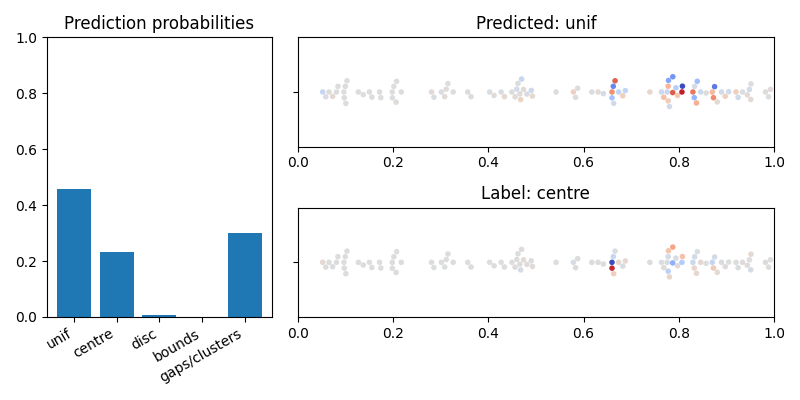 Prediction probabilities
1.0
0.8
0.6
0.4
0.2
0.0
unif
centre
disc
bounds
gaps/clusters
Predicted: unif
0.0 0.2 0.4 0.6 0.8 1.0
Label: centre
0.0 0.2 0.4 0.6 0.8 1.0